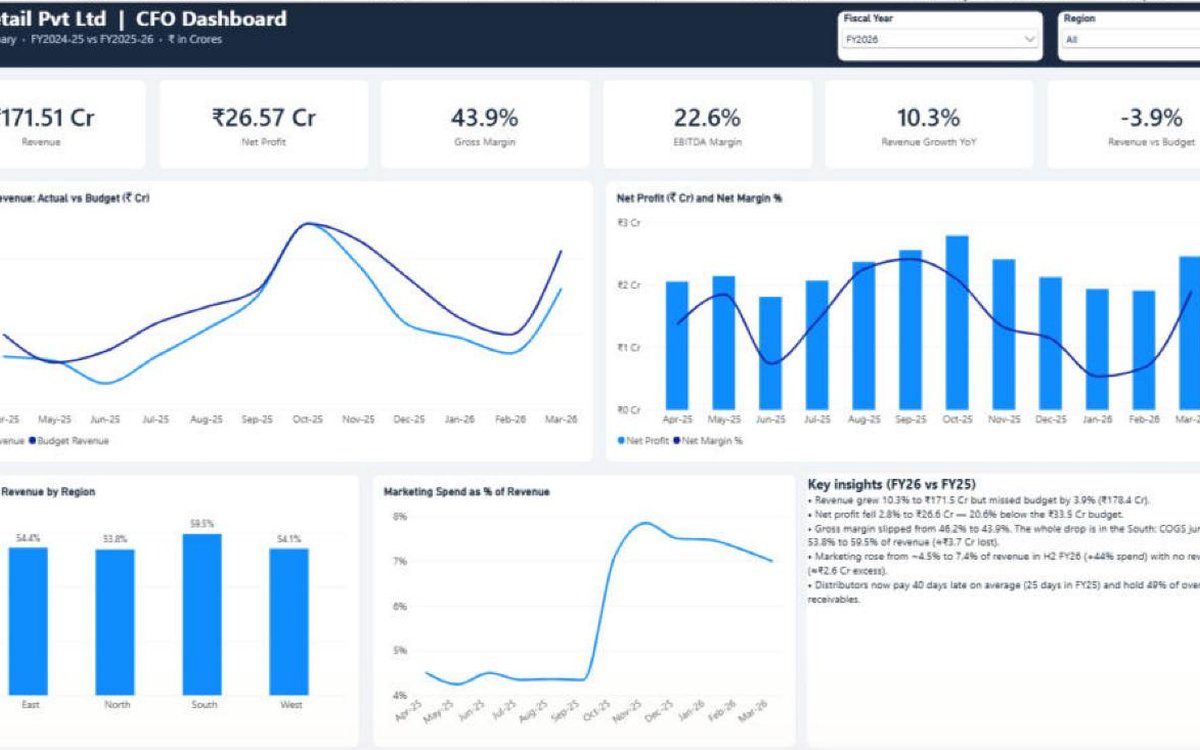 tail Pvt Ltd | CFO Dashboard
ary · FY2024-25 vs FY2025-26 · ₹ in Crores
Fiscal Year
FY2026
Region
All
₹171.51 Cr
Revenue
₹26.57 Cr
Net Profit
43.9%
Gross Margin
22.6%
EBITDA Margin
10.3%
Revenue Growth YoY
-3.9%
Revenue vs Budget
evenue: Actual vs Budget (₹ Cr)
r-25 May-25 Jun-25 Jul-25 Aug-25 Sep-25 Oct-25 Nov-25 Dec-25 Jan-26 Feb-26 Mar-26
venue Budget Revenue
Net Profit (₹ Cr) and Net Margin %
₹3 Cr
₹2 Cr
₹1 Cr
₹0 Cr
Apr-25 May-25 Jun-25 Jul-25 Aug-25 Sep-25 Oct-25 Nov-25 Dec-25 Jan-26 Feb-26 Mar-2
Net Profit Net Margin %
Revenue by Region
54.4% 53.8% 59.5% 54.1%
East North South West
Marketing Spend as % of Revenue
8%
7%
6%
5%
4%
Apr-25 May-25 Jun-25 Jul-25 Aug-25 Sep-25 Oct-25 Nov-25 Dec-25 Jan-26 Feb-26 Mar-26
Key insights (FY26 vs FY25)
• Revenue grew 10.3% to ₹171.5 Cr but missed budget by 3.9% (₹178.4 Cr).
• Net profit fell 2.8% to ₹26.6 Cr — 20.6% below the ₹33.5 Cr budget.
• Gross margin slipped from 46.2% to 43.9%. The whole drop is in the South: COGS ju
53.8% to 59.5% of revenue (≈₹3.7 Cr lost).
• Marketing rose from ~4.5% to 7.4% of revenue in H2 FY26 (+44% spend) with no rev
(≈₹2.6 Cr excess).
• Distributors now pay 40 days late on average (25 days in FY25) and hold 49% of over
receivables.